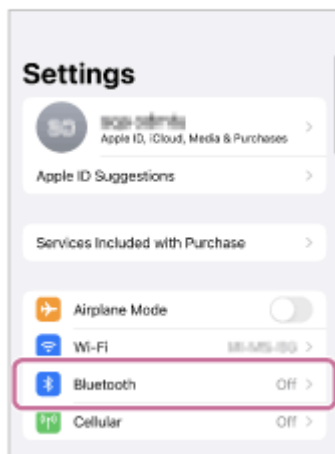 Settings
Apple ID, iCloud, Media & Purchases
Apple ID Suggestions
Services Included with Purchase
Airplane Mode
Wi-Fi
Bluetooth Off
Cellular Off